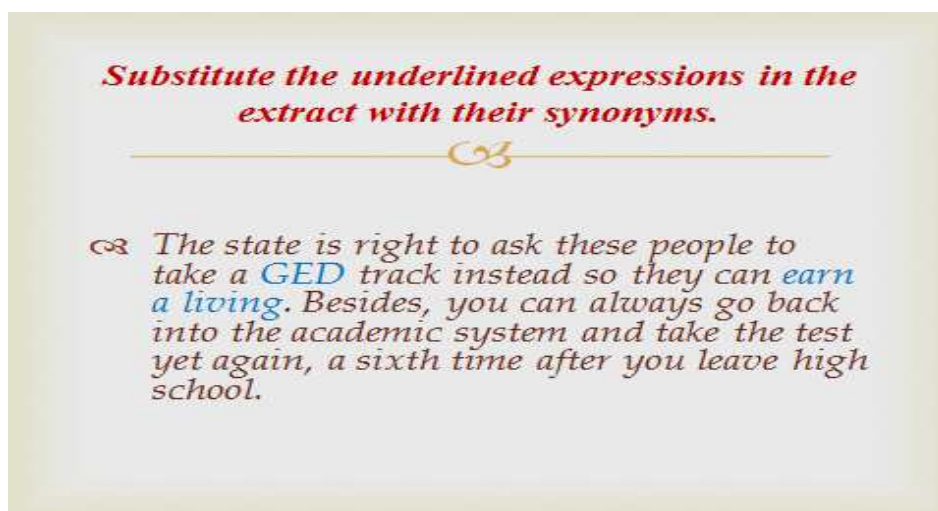 Substitute the underlined expressions in the
extract with their synonyms.
The state is right to ask these people to
take a GED track instead so they can earn
a living. Besides, you can always go back
into the academic system and take the test
yet again, a sixth time after you leave high
school.